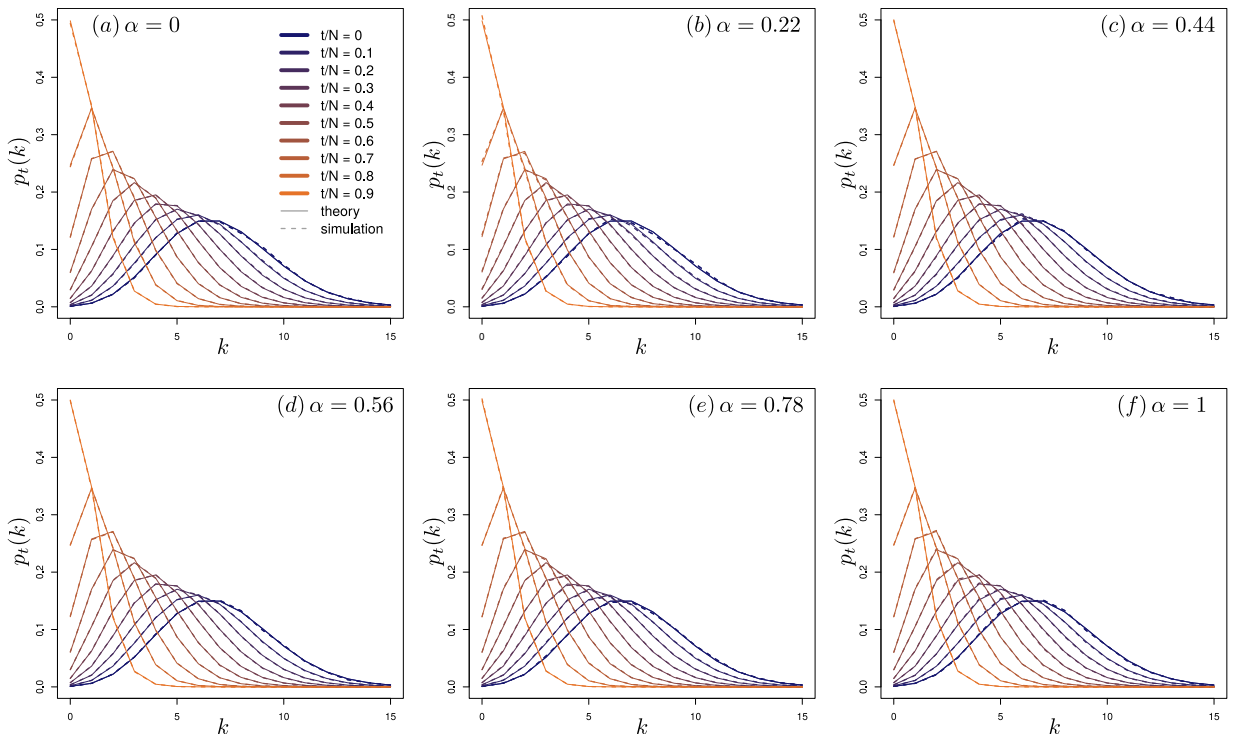 (a) α = 0
t/N = 0
t/N = 0.1
t/N = 0.2
t/N = 0.3
t/N = 0.4
t/N = 0.5
t/N = 0.6
t/N = 0.7
t/N = 0.8
t/N = 0.9
theory
simulation
p_t(k)
0.5
0.4
0.3
0.2
0.1
0.0
0 5 10 15
k
(b) α = 0.22
p_t(k)
0.5
0.4
0.3
0.2
0.1
0.0
0 5 10 15
k
(c) α = 0.44
p_t(k)
0.5
0.4
0.3
0.2
0.1
0.0
0 5 10 15
k
(d) α = 0.56
p_t(k)
0.5
0.4
0.3
0.2
0.1
0.0
0 5 10 15
k
(e) α = 0.78
p_t(k)
0.5
0.4
0.3
0.2
0.1
0.0
0 5 10 15
k
(f) α = 1
p_t(k)
0.5
0.4
0.3
0.2
0.1
0.0
0 5 10 15
k